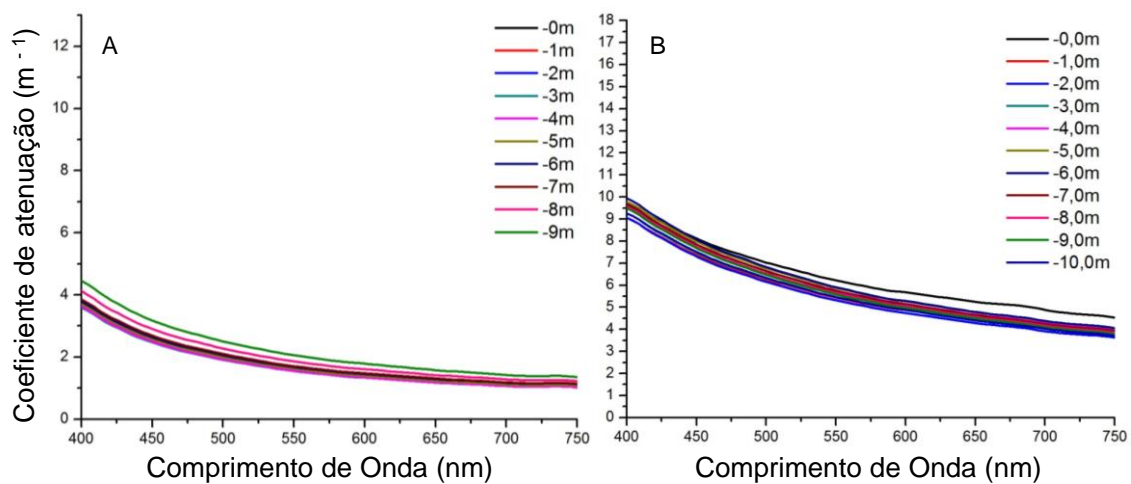 Coeficiente de atenuação (m - 1)
A
12
10
8
6
4
2
0
400 450 500 550 600 650 700 750
-0m
-1m
-2m
-3m
-4m
-5m
-6m
-7m
-8m
-9m
Comprimento de Onda (nm)
B
18
17
16
15
14
13
12
11
10
9
8
7
6
5
4
3
2
1
0
400 450 500 550 600 650 700 750
-0,0m
-1,0m
-2,0m
-3,0m
-4,0m
-5,0m
-6,0m
-7,0m
-8,0m
-9,0m
-10,0m
Comprimento de Onda (nm)